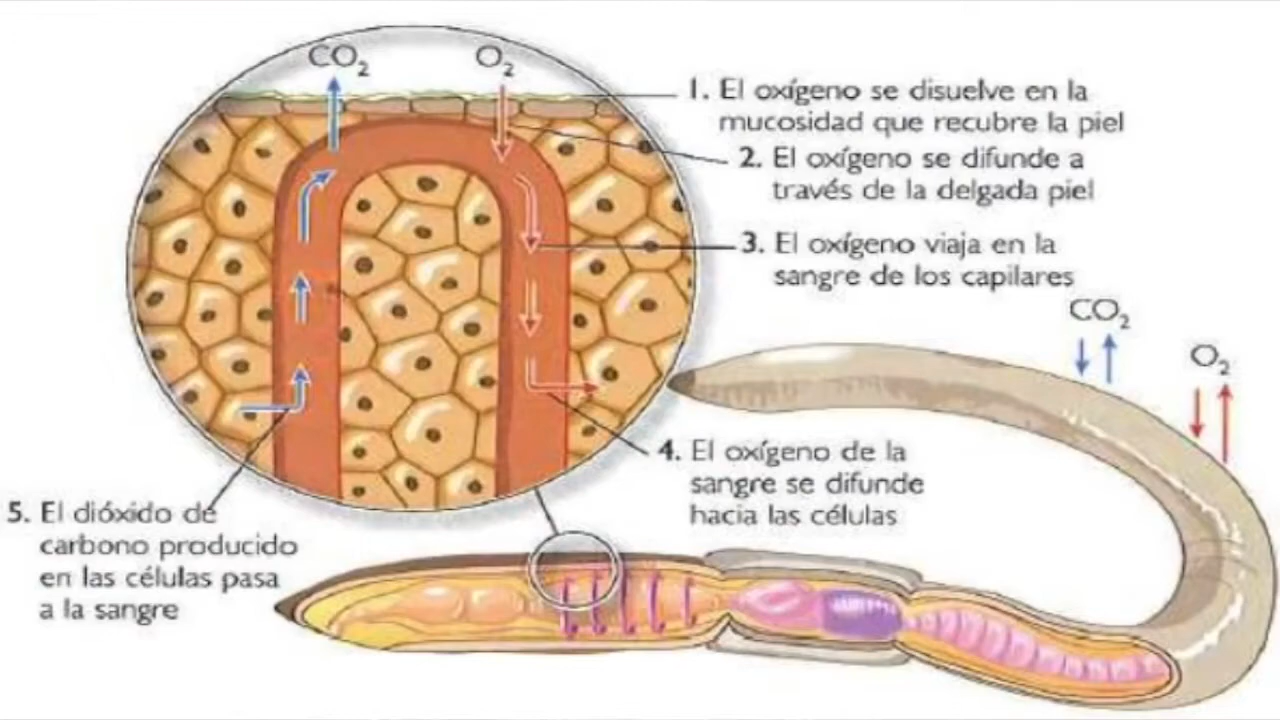 CO₂
O₂
1. El oxígeno se disuelve en la
mucosidad que recubre la piel
2. El oxígeno se difunde a
través de la delgada piel
3. El oxígeno viaja en la
sangre de los capilares
CO₂
O₂
4. El oxígeno de la
sangre se difunde
hacia las células
5. El dióxido de
carbono producido
en las células pasa
a la sangre